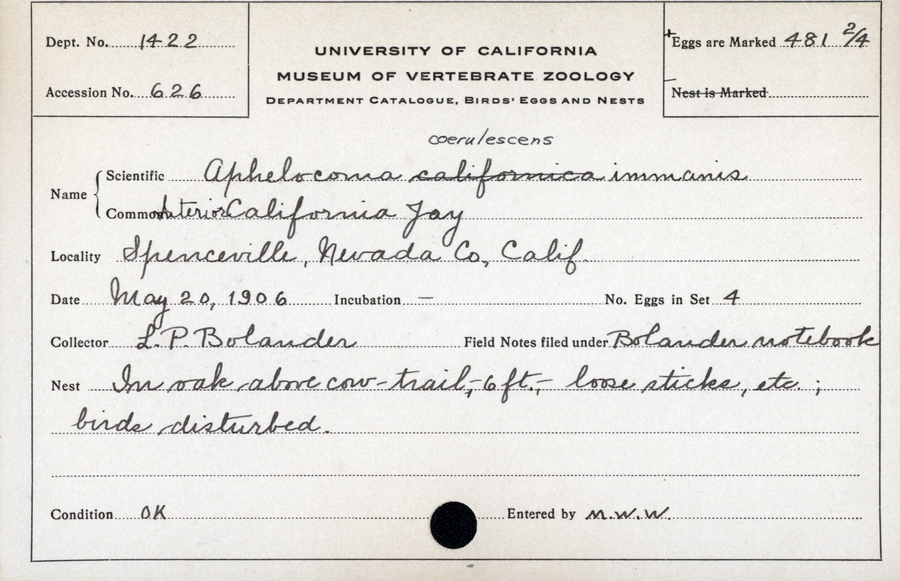 Dept. No. 1422
Accession No. 626
UNIVERSITY OF CALIFORNIA
MUSEUM OF VERTEBRATE ZOOLOGY
DEPARTMENT CATALOGUE, BIRDS' EGGS AND NESTS
+Eggs are Marked 481 2/4
Nest is Marked
coerulescens
Name
Scientific Aphelocoma californica immanis
Common Interior California Jay
Locality Spenceville, Nevada Co., Calif.
Date May 20, 1906 Incubation — No. Eggs in Set 4
Collector L. P. Bolander Field Notes filed under Bolander notebook
Nest In oak above cow-trail,-6 ft.,- loose sticks, etc. ;
birds disturbed.
Condition OK Entered by M.W.W.